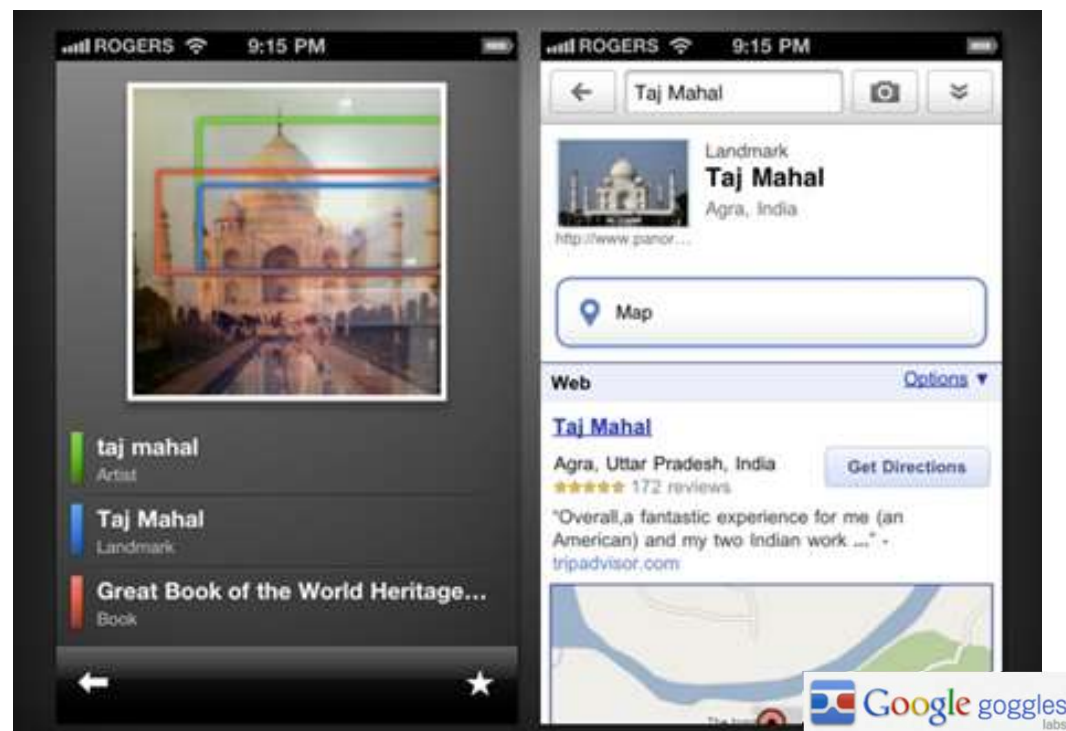 ROGERS 9:15 PM
taj mahal
Artist
Taj Mahal
Landmark
Great Book of the World Heritage...
Book
ROGERS 9:15 PM
Taj Mahal
Landmark
Taj Mahal
Agra, India
http://www.panor...
Map
Web Options ▼
Taj Mahal
Agra, Uttar Pradesh, India
Get Directions
172 reviews
"Overall,a fantastic experience for me (an
American) and my two Indian work ..." -
tripadvisor.com
Google goggles
labs